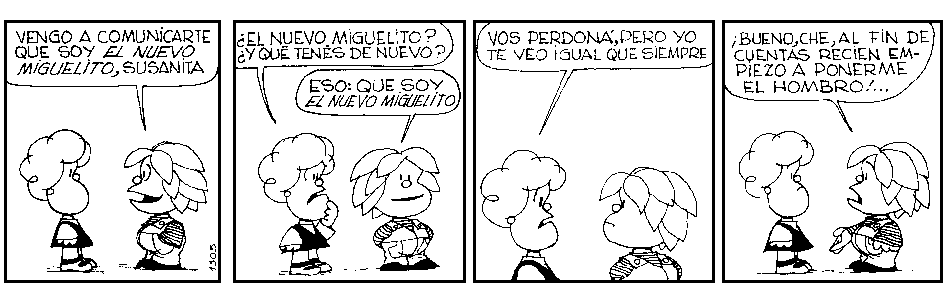 VENGO A COMUNICARTE
QUE SOY EL NUEVO
MIGUELITO, SUSANITA
1305
¿EL NUEVO MIGUELITO?
¿Y QUÉ TENÉS DE NUEVO?
ESO: QUE SOY
EL NUEVO MIGUELITO
VOS PERDONÁ, PERO YO
TE VEO IGUAL QUE SIEMPRE
¡BUENO, CHE, AL FIN DE
CUENTAS RECIEN EM-
PIEZO A PONERME
EL HOMBRO!...